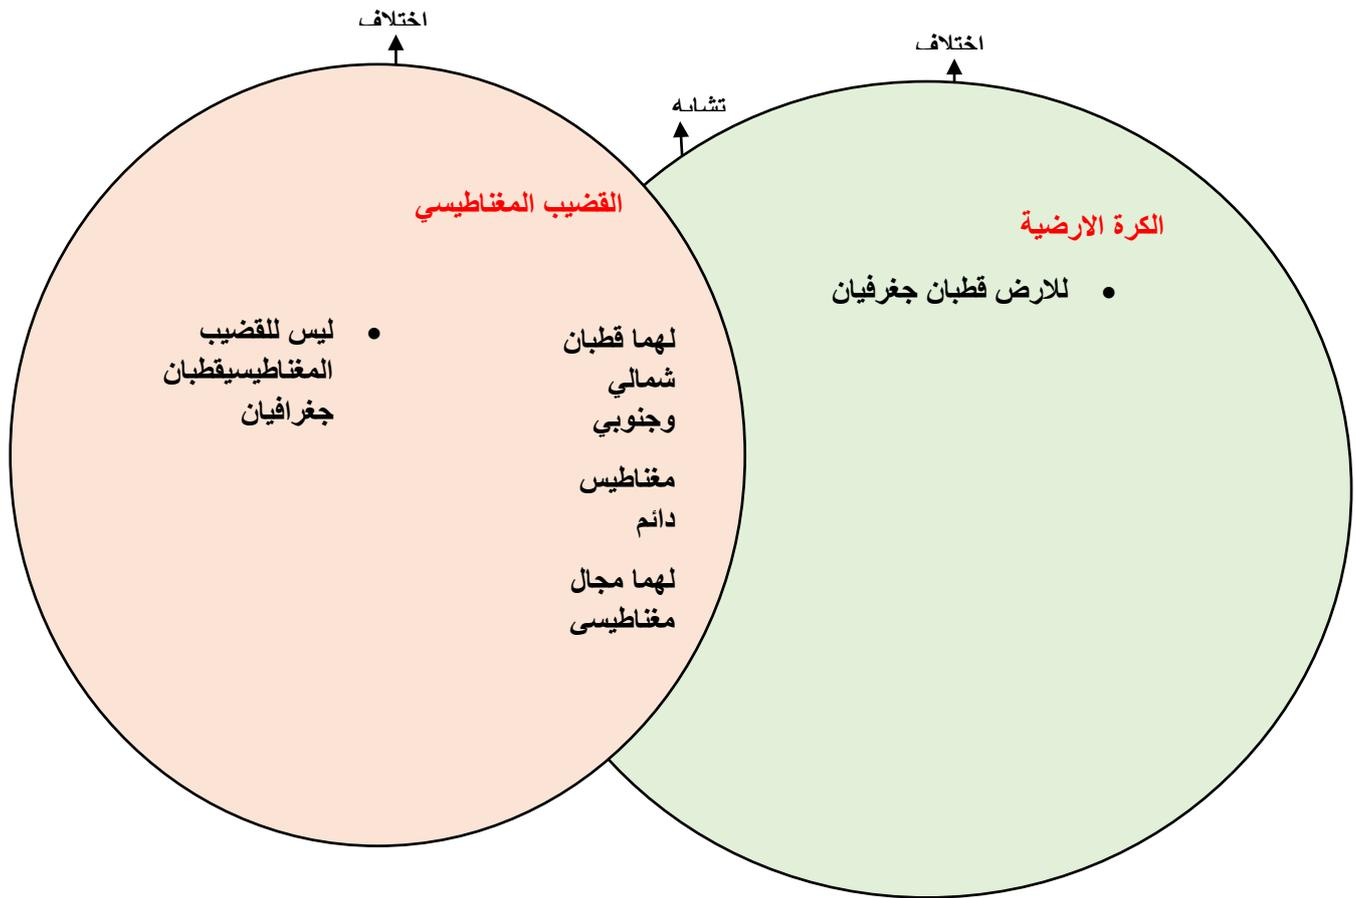 اختلاف
اختلاف
تشابه
القضيب المغناطيسي
الكرة الارضية
• للارض قطبان جغرفيان
• ليس للقضيب
المغناطيسيقطبان
جغرافيان
لهما قطبان
شمالي
وجنوبي
مغناطيس
دائم
لهما مجال
مغناطيسى